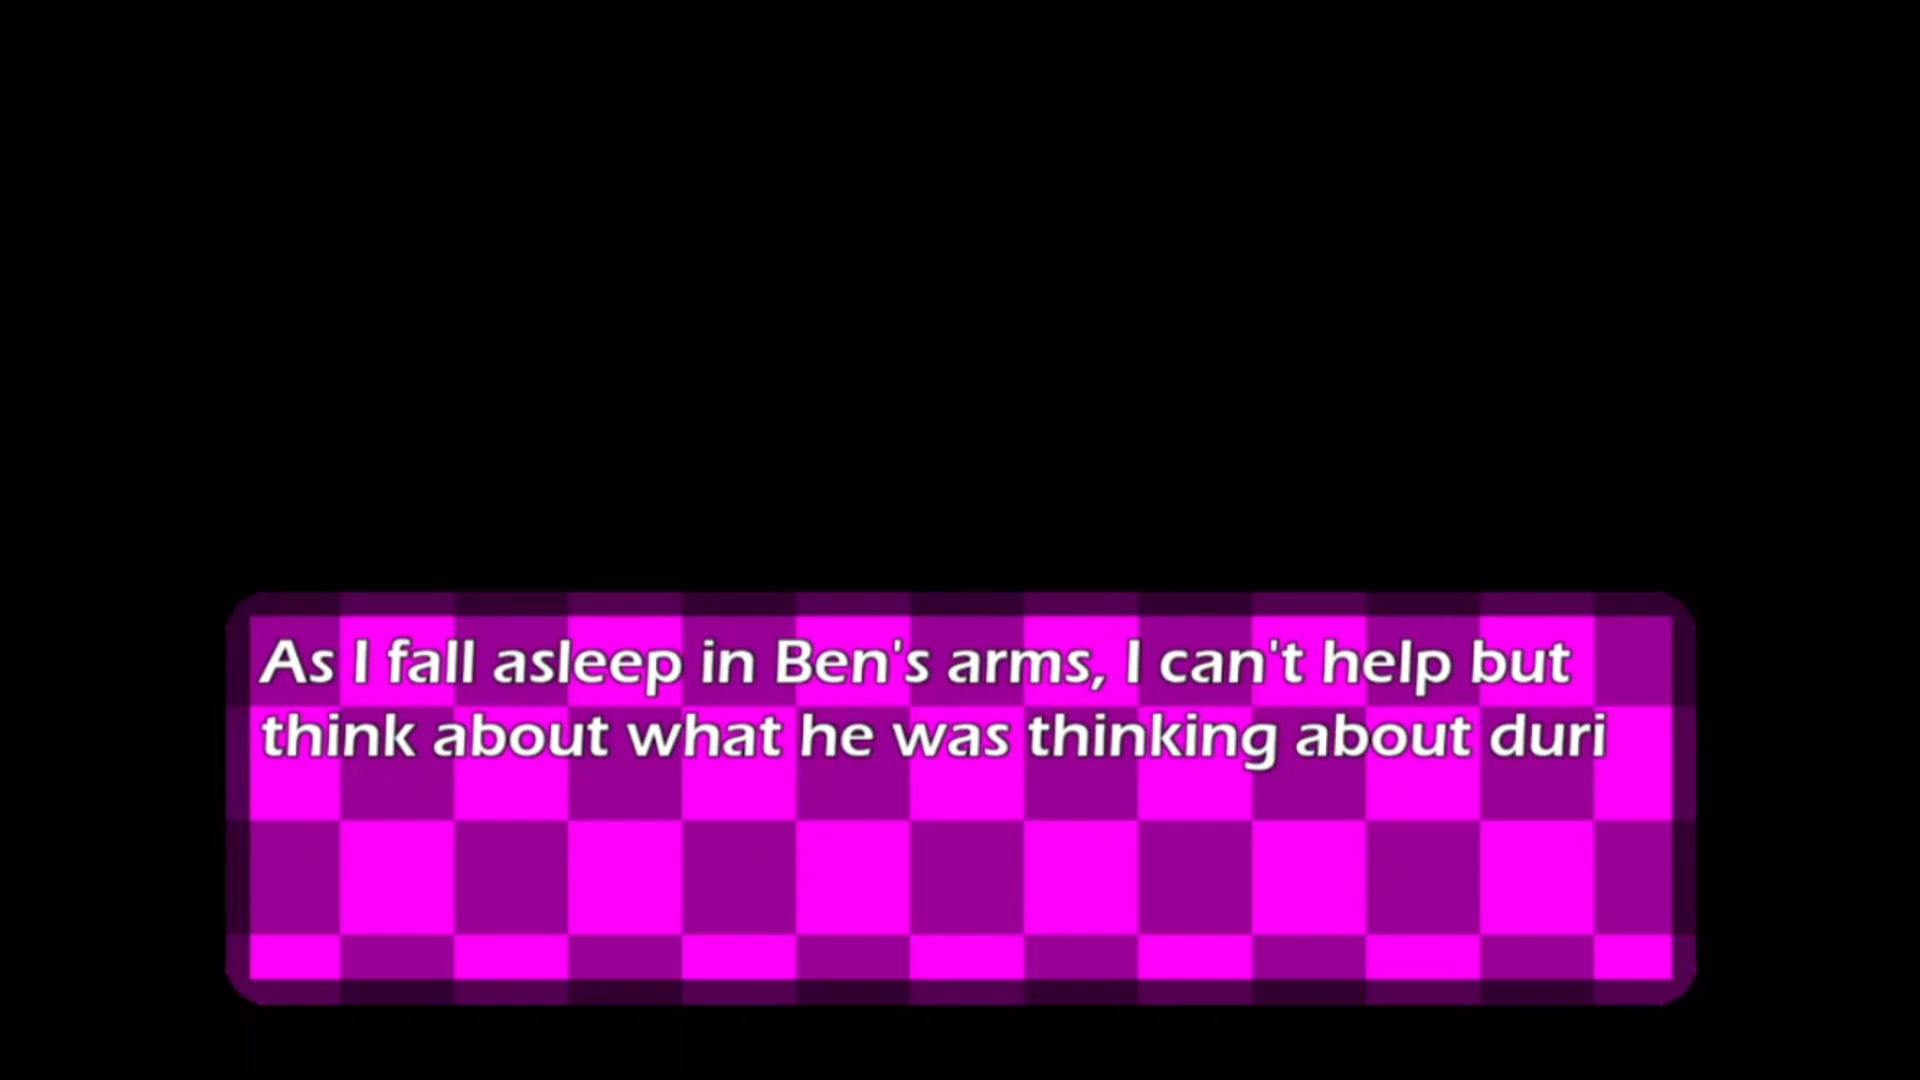 As I fall asleep in Ben's arms, I can't help but
think about what he was thinking about duri